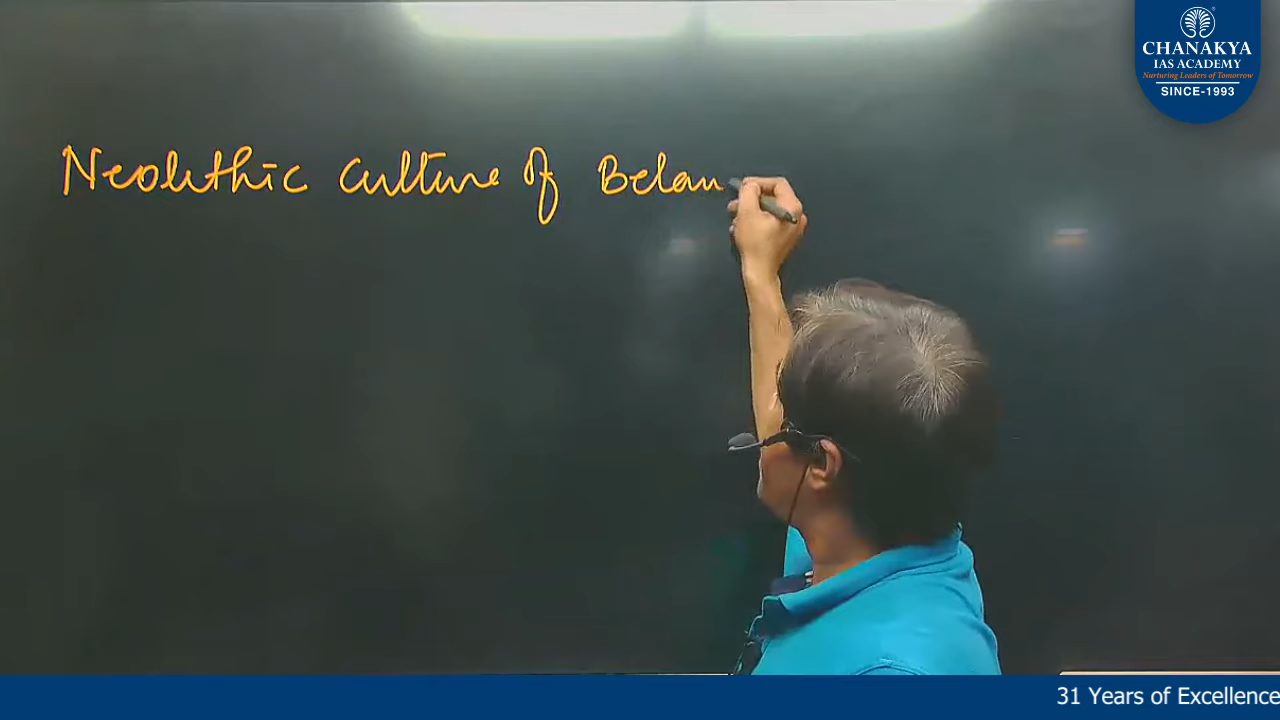 CHANAKYA
IAS ACADEMY
Nurturing Leaders of Tomorrow
SINCE-1993
Neolithic Culture of Belan
31 Years of Excellence